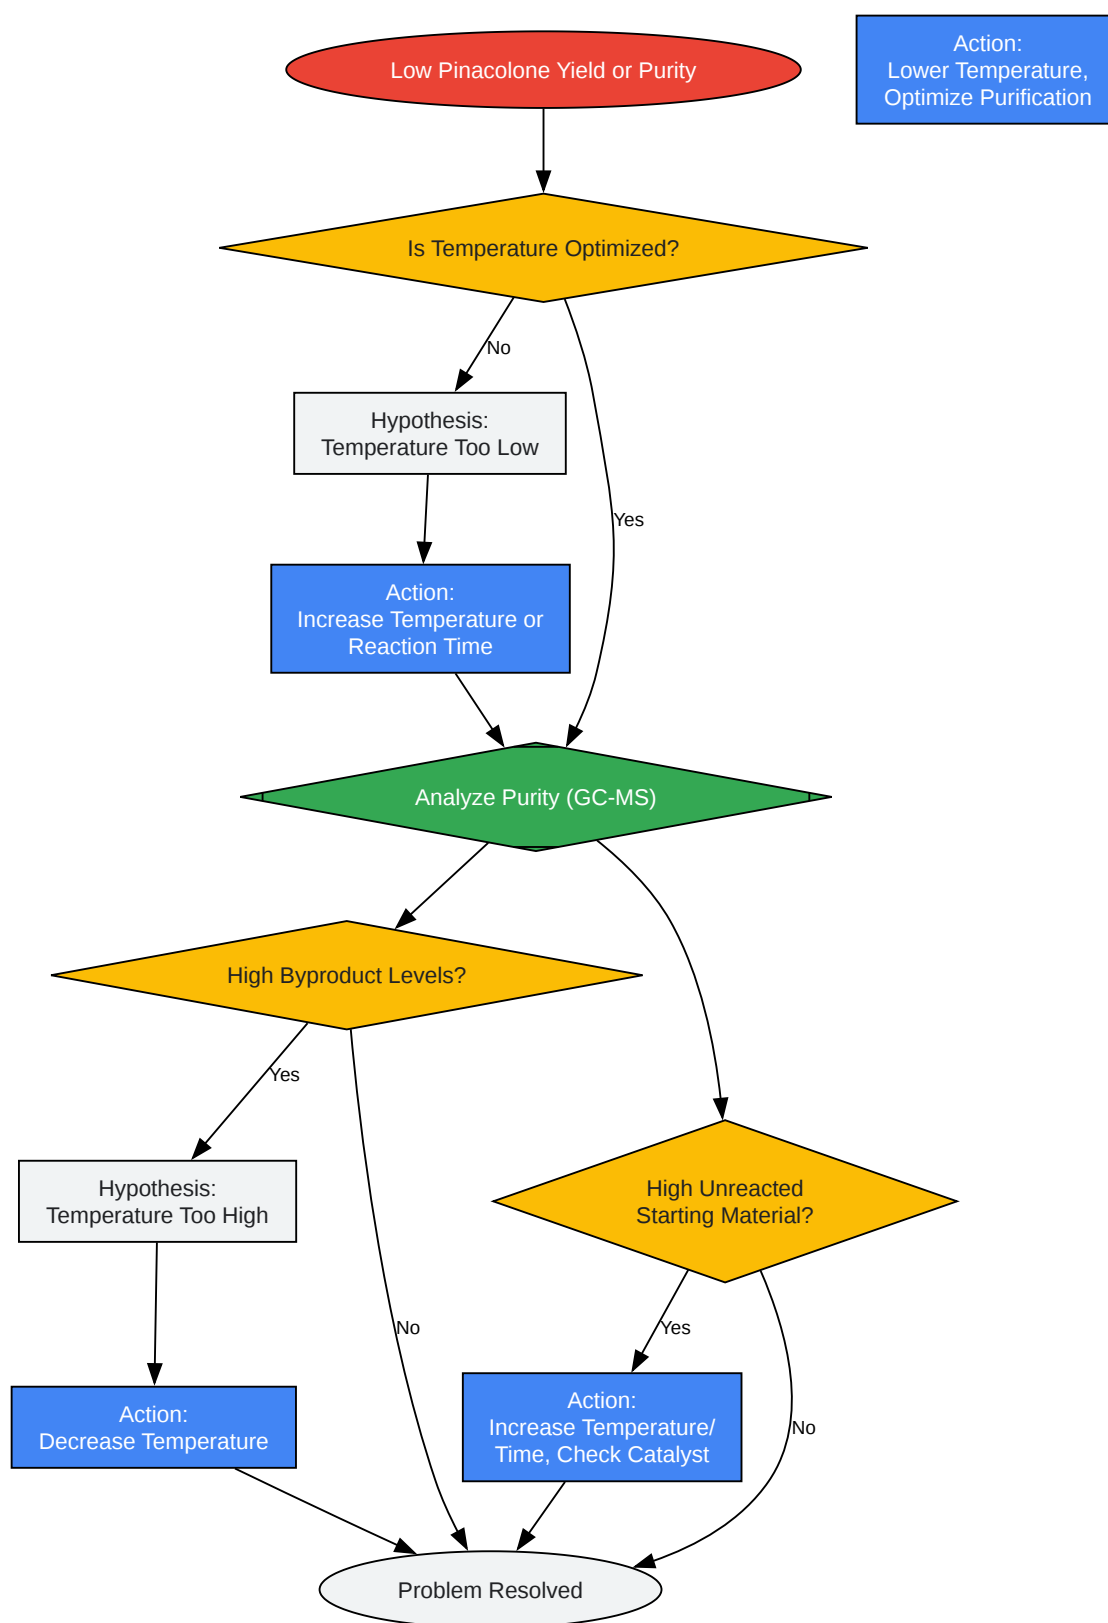 Low Pinacolone Yield or Purity
Action:
Lower Temperature,
Optimize Purification
Is Temperature Optimized?
No
Hypothesis:
Temperature Too Low
Yes
Action:
Increase Temperature or
Reaction Time
Analyze Purity (GC-MS)
High Byproduct Levels?
Yes
Hypothesis:
Temperature Too High
High Unreacted
Starting Material?
No
Yes
No
Action:
Decrease Temperature
Action:
Increase Temperature/
Time, Check Catalyst
Problem Resolved